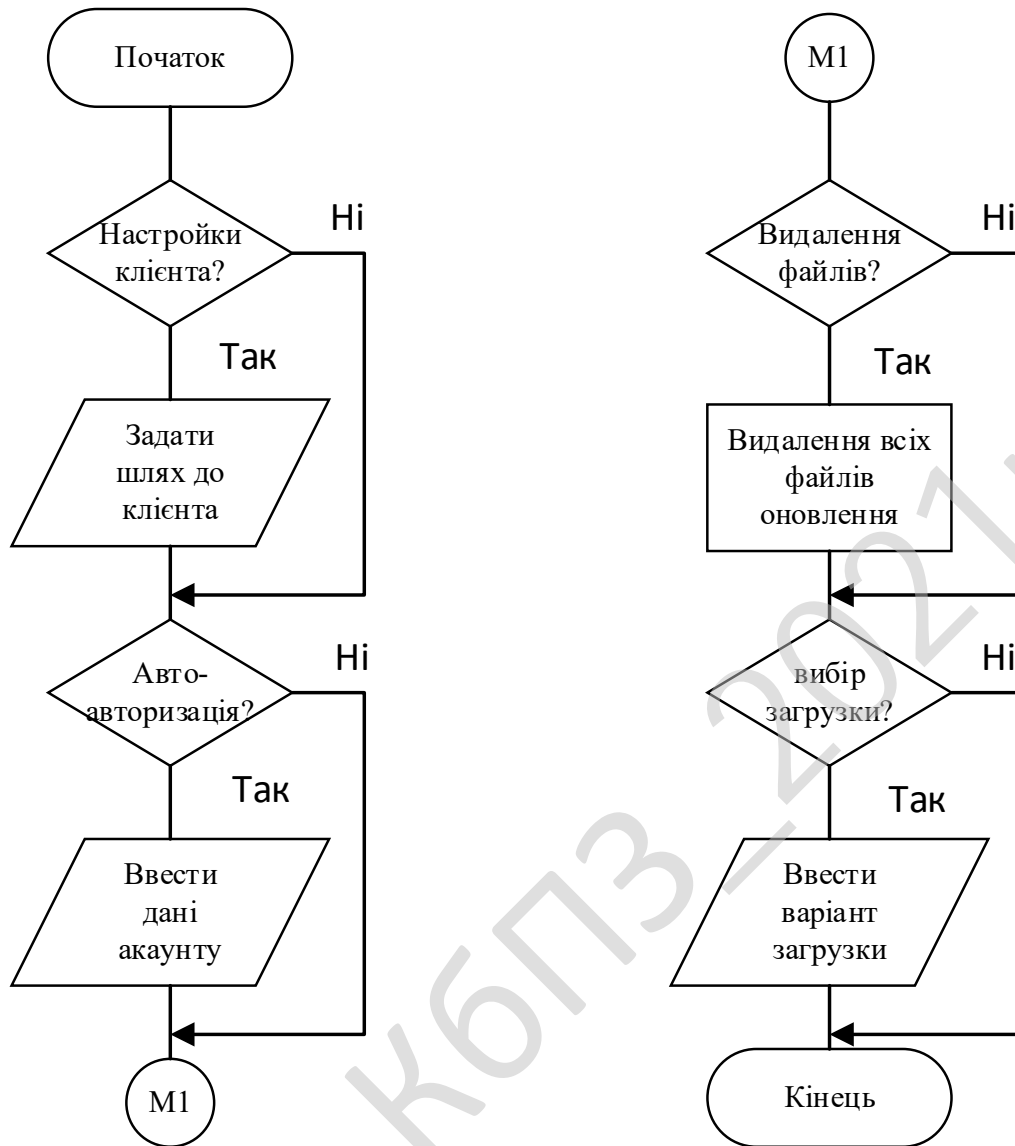 Початок
Настройки
клієнта?
Ні
Так
Задати
шлях до
клієнта
Авто-
авторизація?
Ні
Так
Ввести
дані
акаунту
М1
М1
Видалення
файлів?
Ні
Так
Видалення всіх
файлів
оновлення
вибір
загрузки?
Ні
Так
Ввести
варіант
загрузки
Кінець
КбПЗ_2021